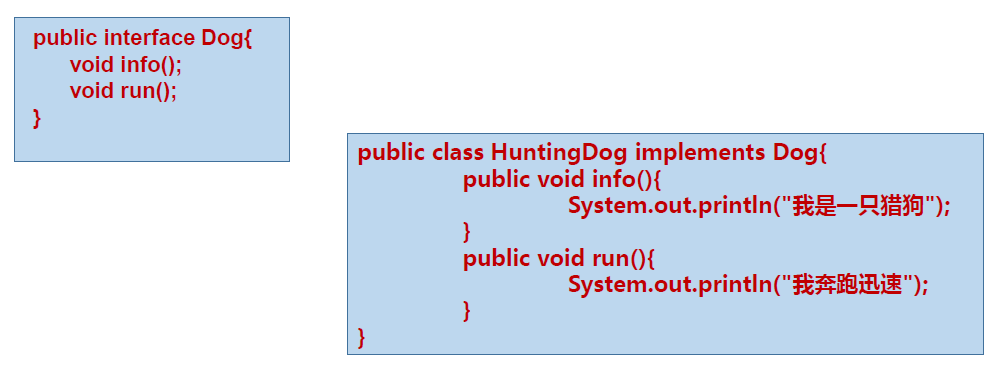 public interface Dog{
void info();
void run();
}
public class HuntingDog implements Dog{
public void info(){
System.out.println("我是一只猎狗");
}
public void run(){
System.out.println("我奔跑迅速");
}
}